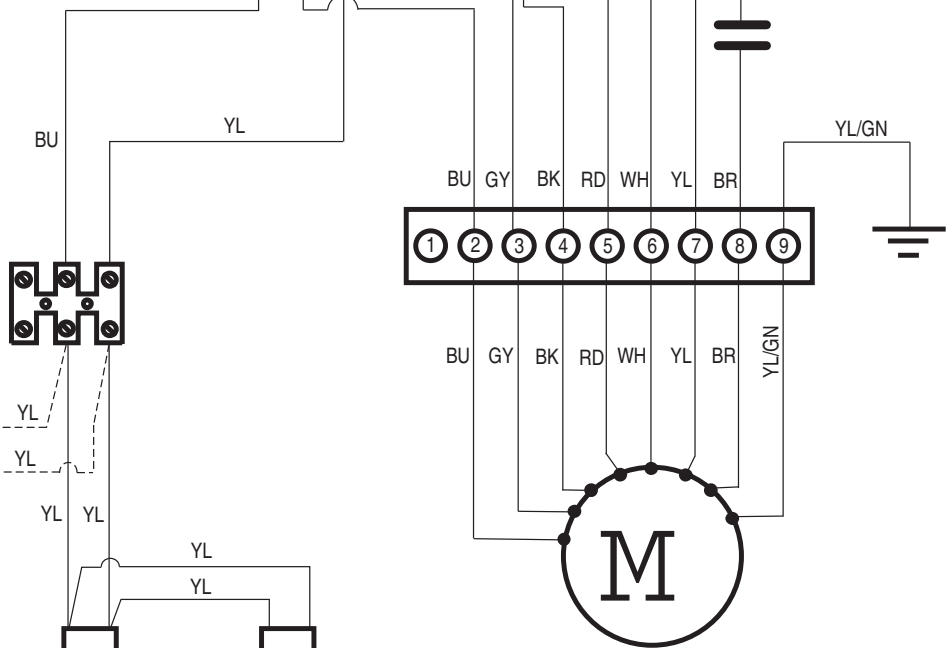 YL/GN
YL
BU
BU GY BK RD WH YL BR
1 2 3 4 5 6 7 8 9
BU GY BK RD WH YL BR YL/GN
YL
YL
YL YL
YL
YL
M